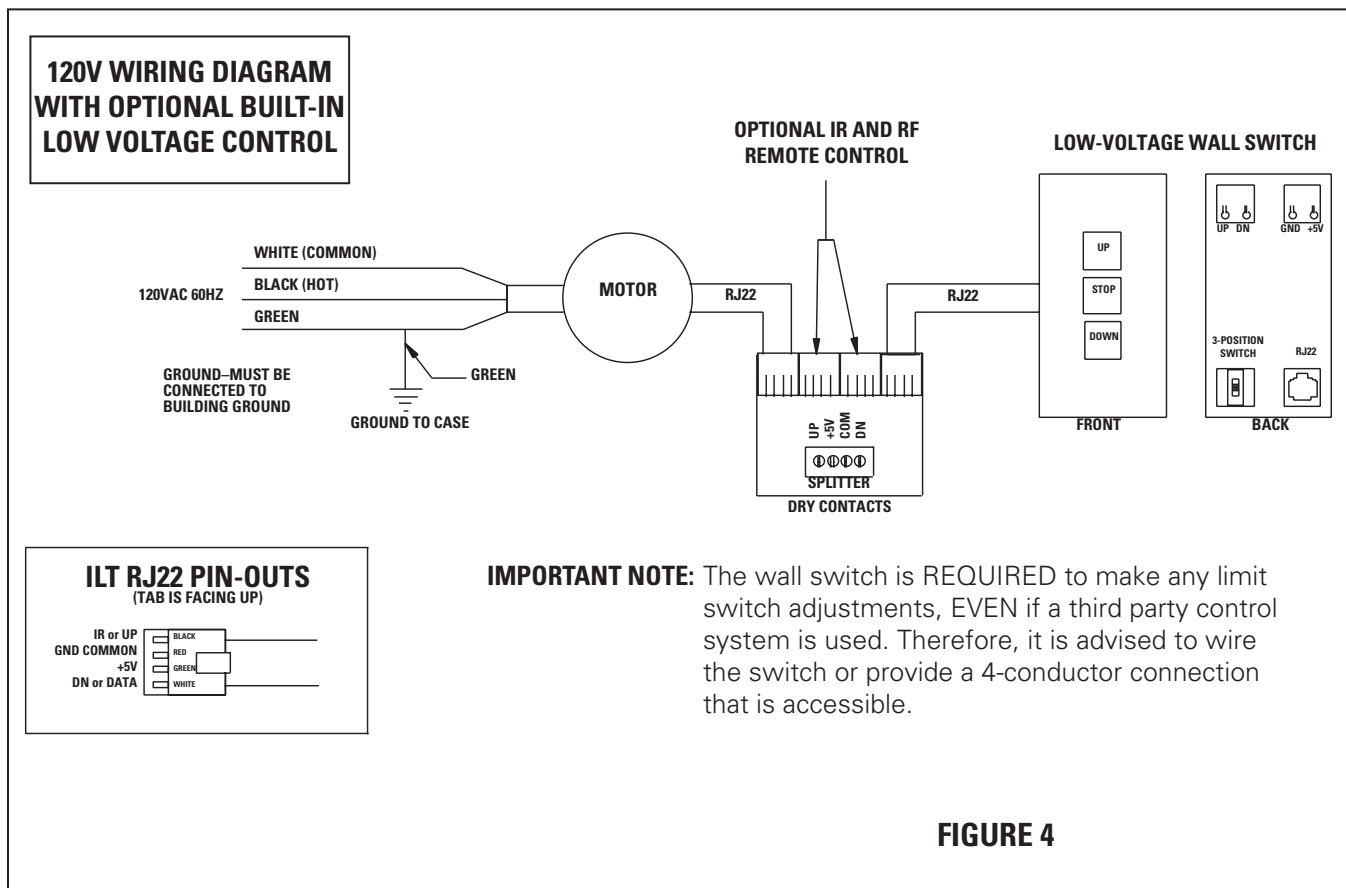 120V WIRING DIAGRAM
WITH OPTIONAL BUILT-IN
LOW VOLTAGE CONTROL
OPTIONAL IR AND RF
REMOTE CONTROL
LOW-VOLTAGE WALL SWITCH
WHITE (COMMON)
BLACK (HOT)
GREEN
120VAC 60HZ
GROUND–MUST BE
CONNECTED TO
BUILDING GROUND
GREEN
GROUND TO CASE
MOTOR
RJ22
RJ22
UP
+5V
COM
DN
SPLITTER
DRY CONTACTS
UP
STOP
DOWN
FRONT
UP DN
GND +5V
3-POSITION
SWITCH
RJ22
BACK
ILT RJ22 PIN-OUTS
(TAB IS FACING UP)
IR or UP BLACK
GND COMMON RED
+5V GREEN
DN or DATA WHITE
IMPORTANT NOTE: The wall switch is REQUIRED to make any limit
switch adjustments, EVEN if a third party control
system is used. Therefore, it is advised to wire
the switch or provide a 4-conductor connection
that is accessible.
FIGURE 4